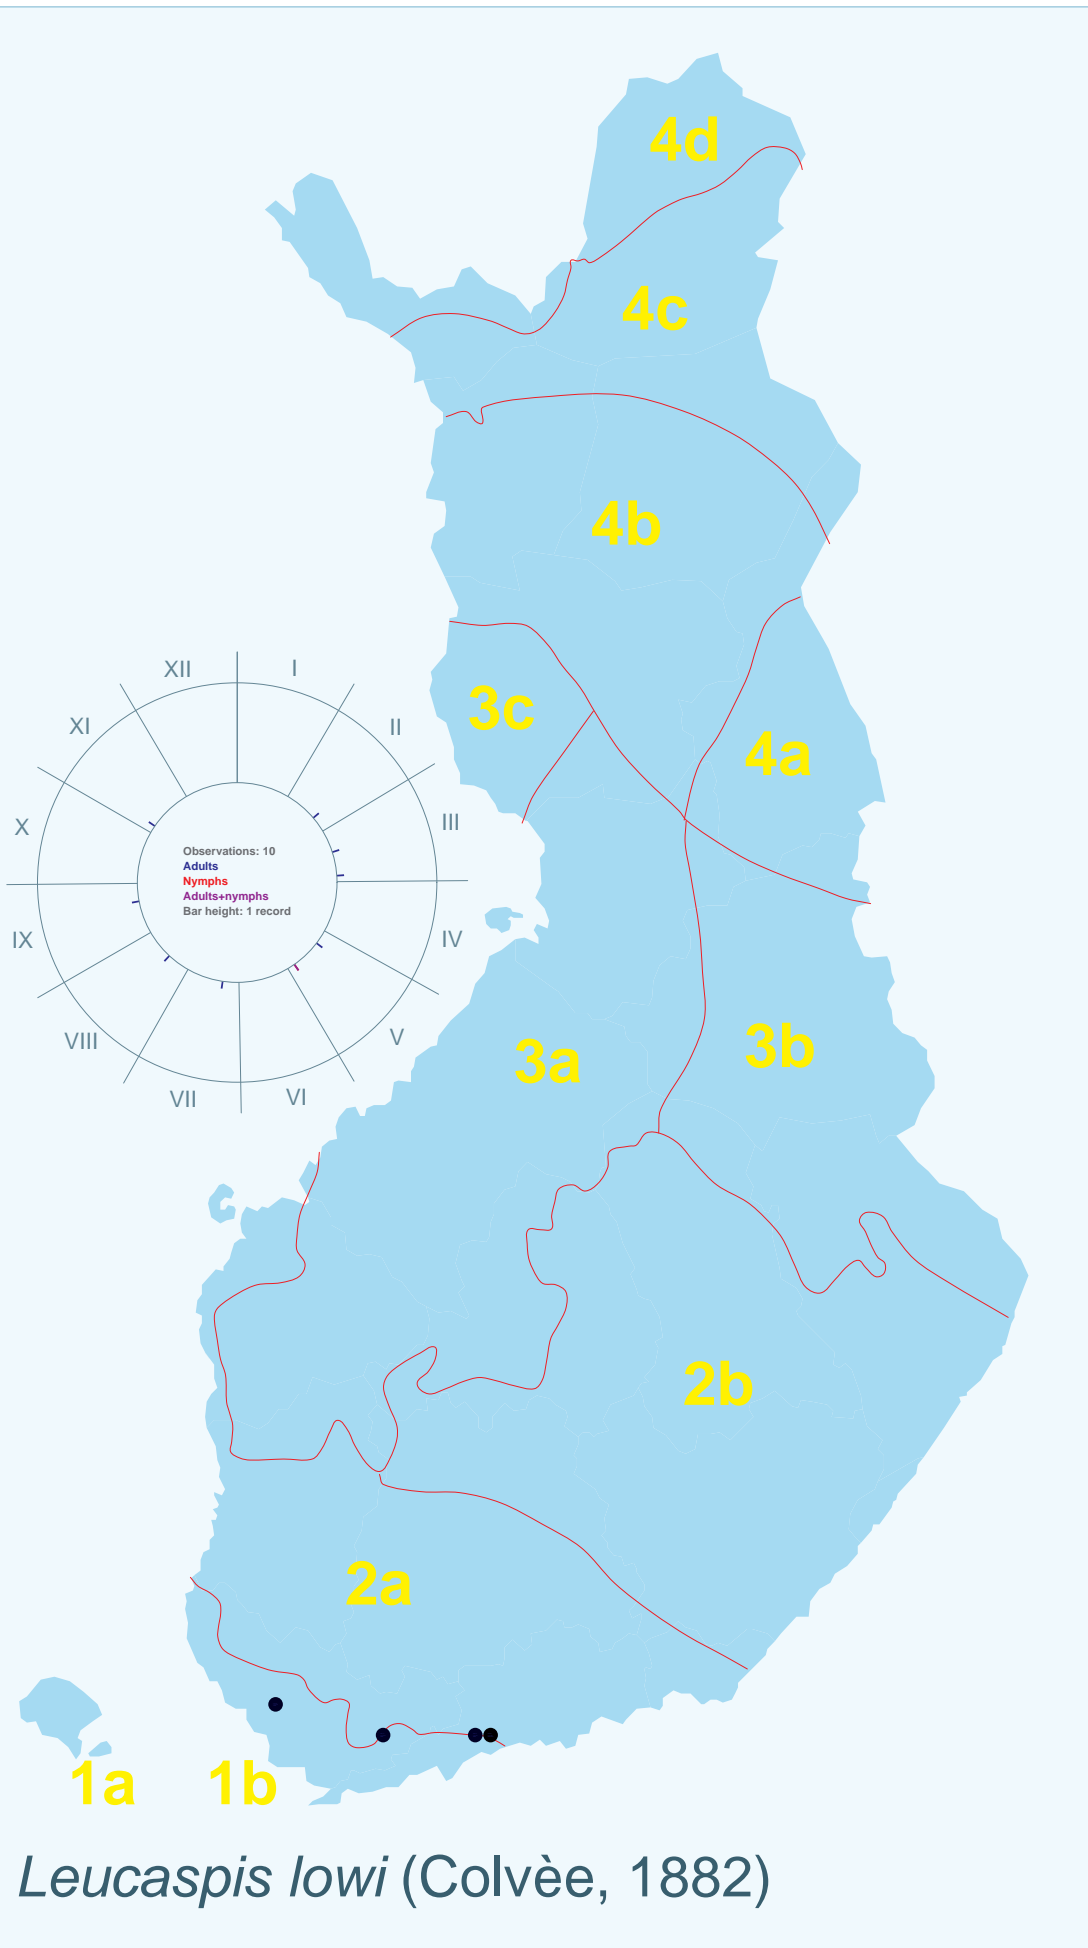 4d
4c
4b
3c
4a
XII
I
XI
II
X
III
Observations: 10
Adults
Nymphs
Adults+nymphs
Bar height: 1 record
IX
IV
VIII
V
VII
VI
3a
3b
2b
2a
1a
1b
Leucaspis lowi (Colvèe, 1882)